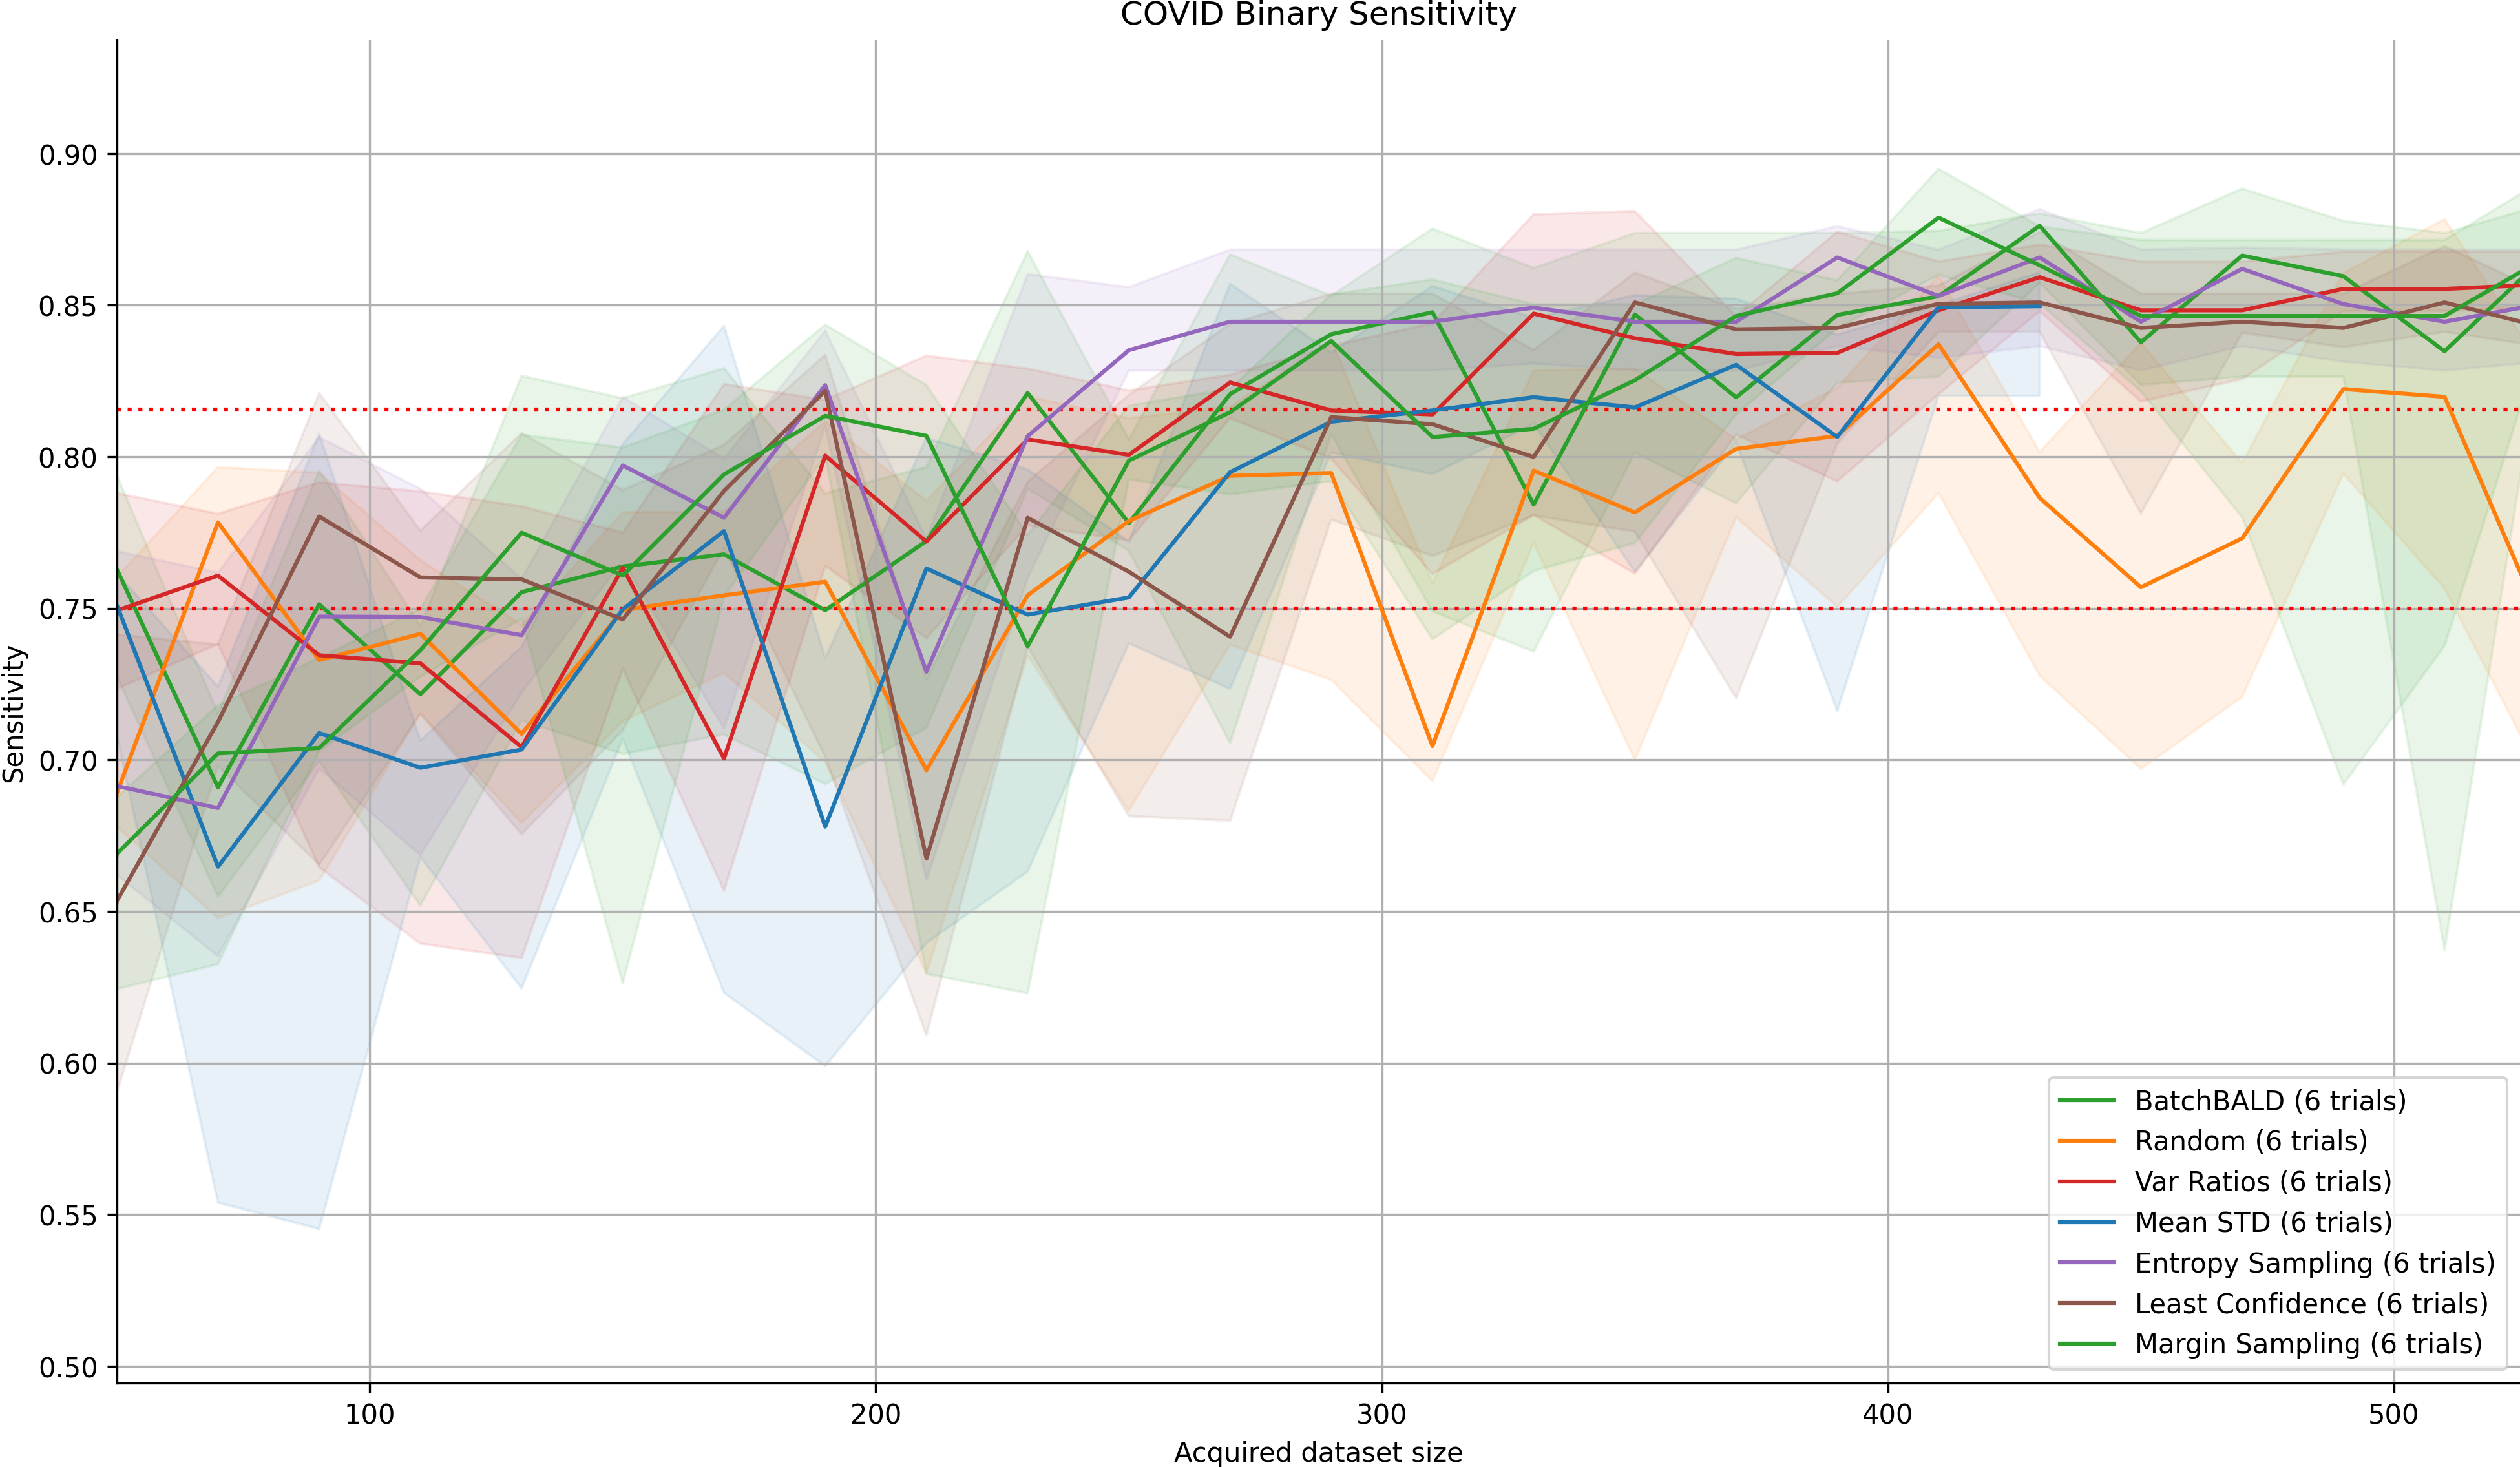 COVID Binary Sensitivity
0.90
0.85
0.80
0.75
0.70
0.65
0.60
0.55
0.50
Sensitivity
100
200
300
400
500
Acquired dataset size
BatchBALD (6 trials)
Random (6 trials)
Var Ratios (6 trials)
Mean STD (6 trials)
Entropy Sampling (6 trials)
Least Confidence (6 trials)
Margin Sampling (6 trials)